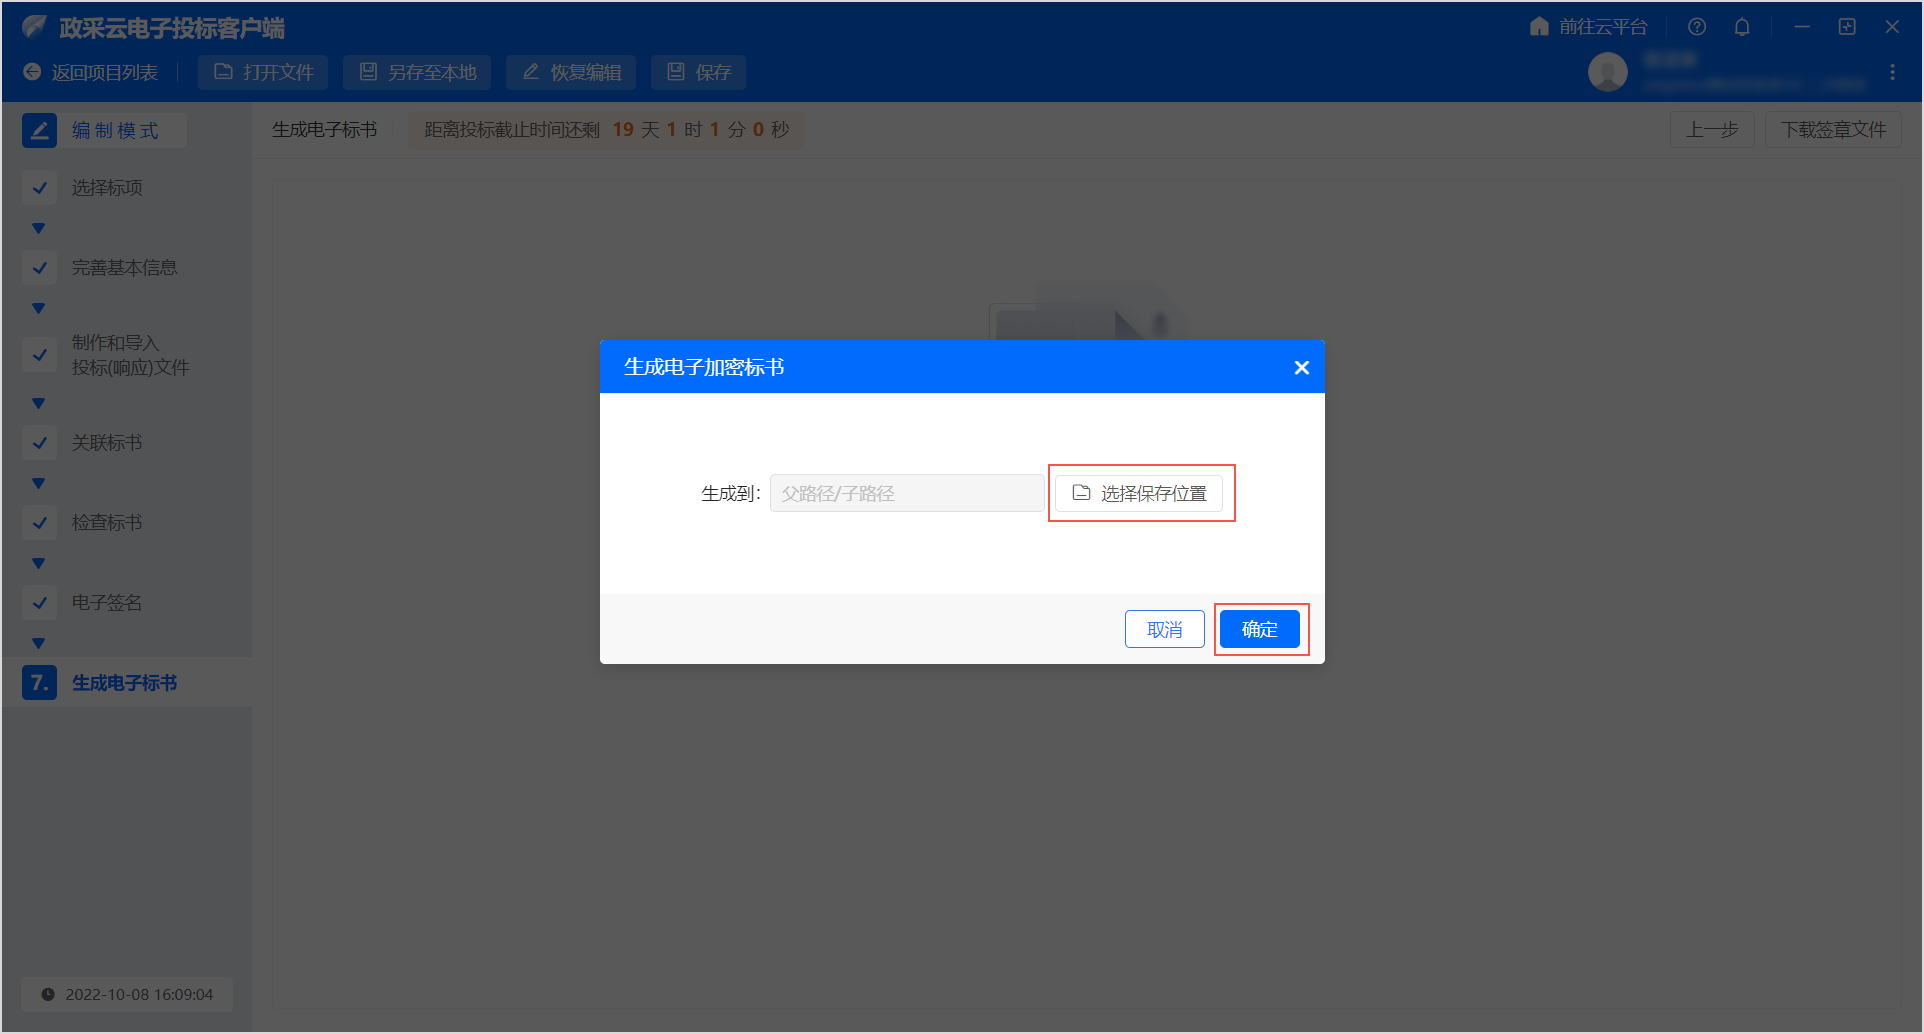 政采云电子投标客户端
前往云平台
返回项目列表
打开文件
另存至本地
恢复编辑
保存
编制模式
生成电子标书
距离投标截止时间还剩 19 天 1 时 1 分 0 秒
上一步
下载签章文件
选择标项
完善基本信息
制作和导入
投标(响应)文件
关联标书
检查标书
电子签名
7. 生成电子标书
生成电子加密标书
生成到：
父路径/子路径
选择保存位置
取消
确定
2022-10-08 16:09:04